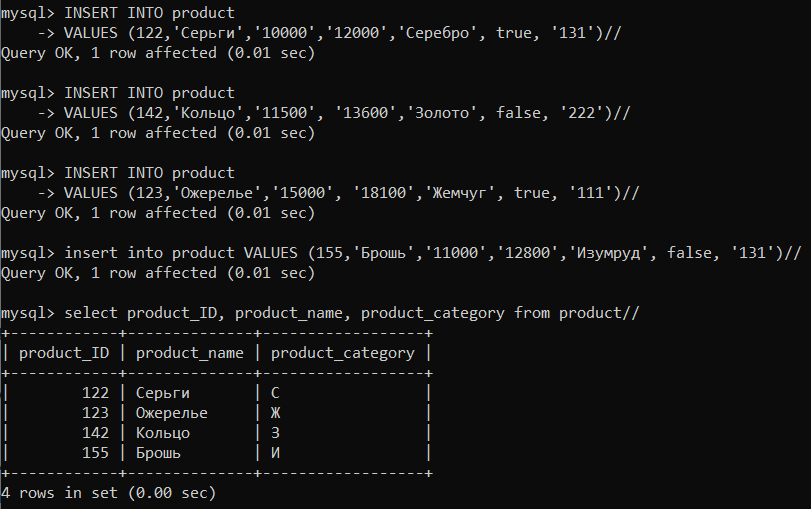 mysql> INSERT INTO product
    -> VALUES (122,'Серьги','10000','12000','Серебро', true, '131')//
Query OK, 1 row affected (0.01 sec)

mysql> INSERT INTO product
    -> VALUES (142,'Кольцо','11500', '13600','Золото', false, '222')//
Query OK, 1 row affected (0.01 sec)

mysql> INSERT INTO product
    -> VALUES (123,'Ожерелье','15000', '18100','Жемчуг', true, '111')//
Query OK, 1 row affected (0.01 sec)

mysql> insert into product VALUES (155,'Брошь','11000','12800','Изумруд', false, '131')//
Query OK, 1 row affected (0.01 sec)

mysql> select product_ID, product_name, product_category from product//
+------------+--------------+------------------+
| product_ID | product_name | product_category |
+------------+--------------+------------------+
|        122 | Серьги       | С                |
|        123 | Ожерелье     | Ж                |
|        142 | Кольцо       | З                |
|        155 | Брошь        | И                |
+------------+--------------+------------------+
4 rows in set (0.00 sec)